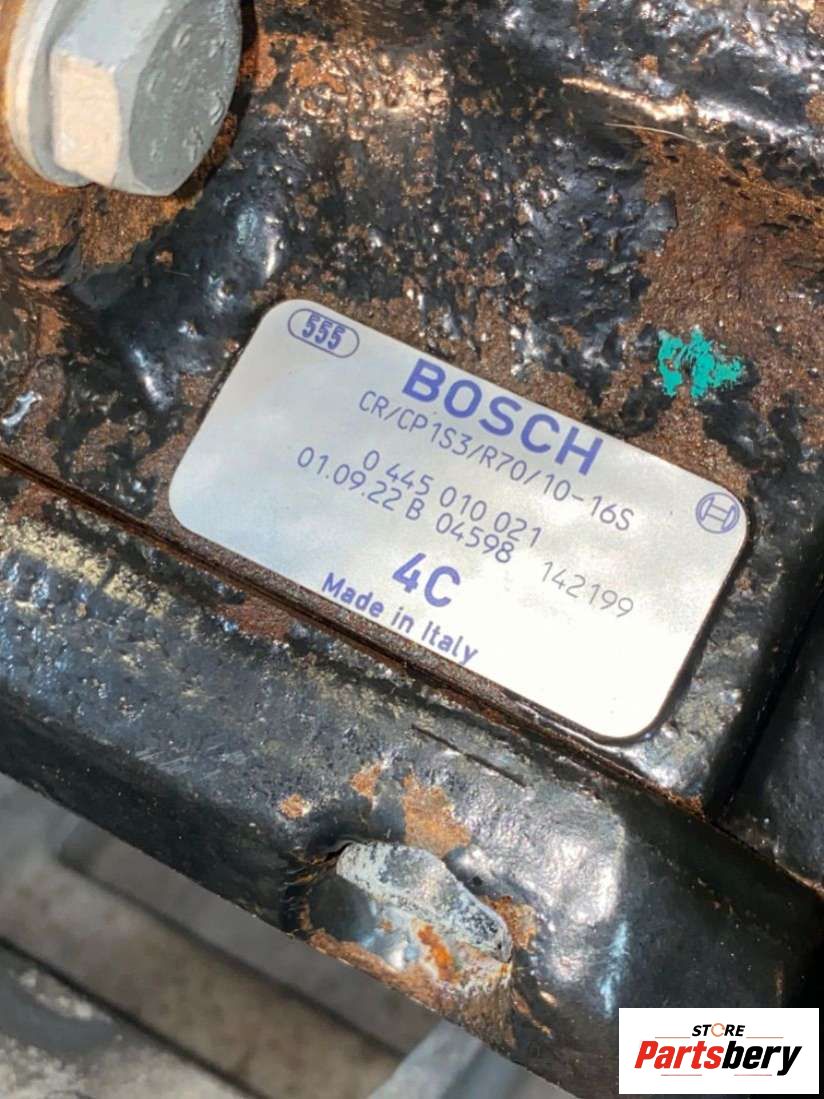 555
BOSCH
CR/CP1S3/R70/10-16S
0 445 010 021
01.09.22 B 04598 142199
4C
Made in Italy
STORE
Partsbery